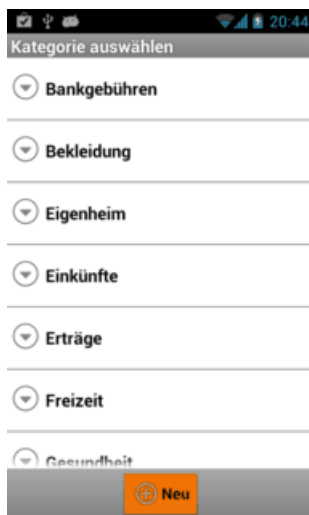 20:44
Kategorie auswählen
Bankgebühren
Bekleidung
Eigenheim
Einkünfte
Erträge
Freizeit
Gesundheit
Neu